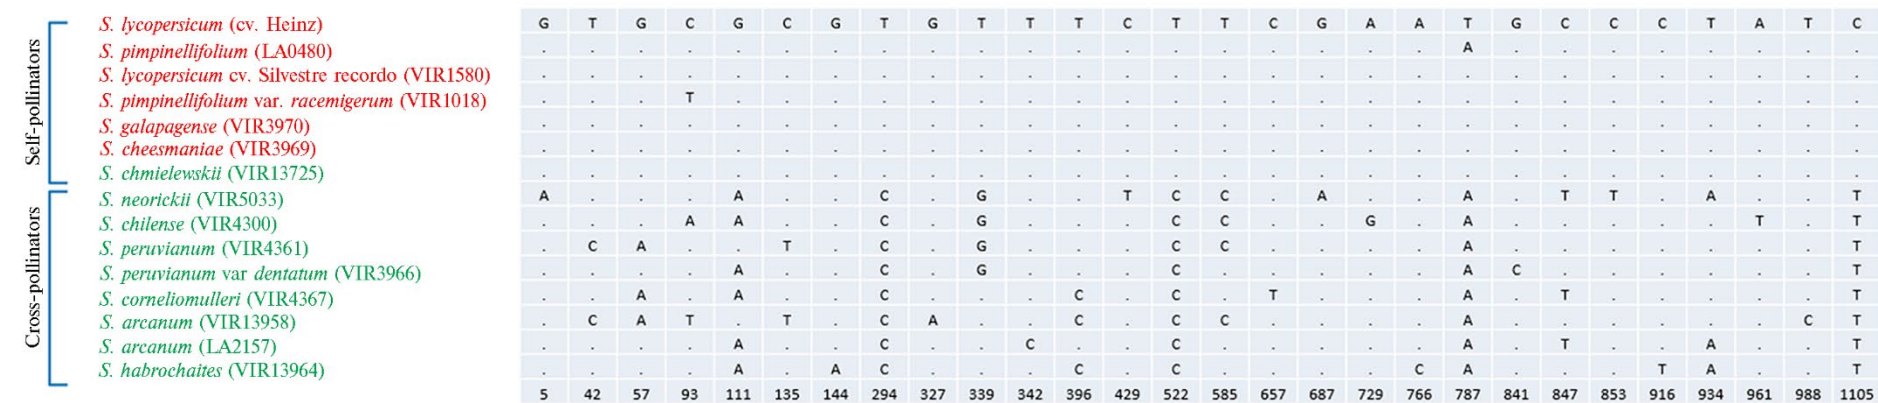 Self-pollinators
S. lycopersicum (cv. Heinz) G T G C G C G T G T T T C T T C G A A T G C C C T A T C
S. pimpinellifolium (LA0480) . . . . . . . . . . . . . . . . . . . A . . . . . . . .
S. lycopersicum cv. Silvestre recordo (VIR1580) . . . . . . . . . . . . . . . . . . . . . . . . . . . .
S. pimpinellifolium var. racemigerum (VIR1018) . . . T . . . . . . . . . . . . . . . . . . . . . . . .
S. galapagense (VIR3970) . . . . . . . . . . . . . . . . . . . . . . . . . . . .
S. cheesmaniae (VIR3969) . . . . . . . . . . . . . . . . . . . . . . . . . . . .
S. chmielewskii (VIR13725) . . . . . . . . . . . . . . . . . . . . . . . . . . . .
Cross-pollinators
S. neorickii (VIR5033) A . . . A . . C . G . . T C C . A . . A . T T . A . . T
S. chilense (VIR4300) . . . A A . . C . G . . . C C . . G . A . . . . . T . T
S. peruvianum (VIR4361) . C A . . T . C . G . . . C C . . . . A . . . . . . . T
S. peruvianum var dentatum (VIR3966) . . . . A . . C . G . . . C . . . . . A C . . . . . . T
S. corneliomulleri (VIR4367) . . A . A . . C . . . C . C . T . . . A . T . . . . . T
S. arcanum (VIR13958) . C A T . T . C A . . C . C C . . . . A . . . . . . C T
S. arcanum (LA2157) . . . . A . . C . . C . . C . . . . . A . T . . A . . T
S. habrochaites (VIR13964) . . . . A . A C . . . C . C . . . . C A . . . T A . . T
5 42 57 93 111 135 144 294 327 339 342 396 429 522 585 657 687 729 766 787 841 847 853 916 934 961 988 1105